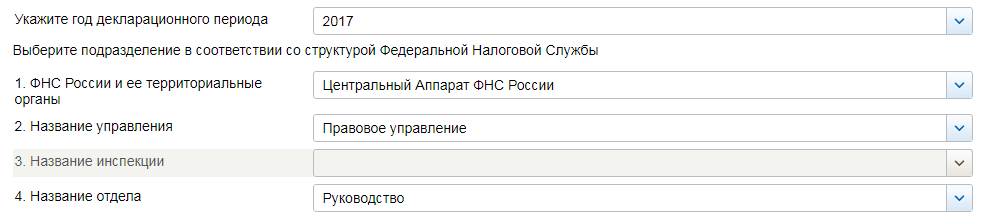 Укажите год декларационного периода 2017
Выберите подразделение в соответствии со структурой Федеральной Налоговой Службы
1. ФНС России и ее территориальные
органы
Центральный Аппарат ФНС России
2. Название управления Правовое управление
3. Название инспекции
4. Название отдела Руководство